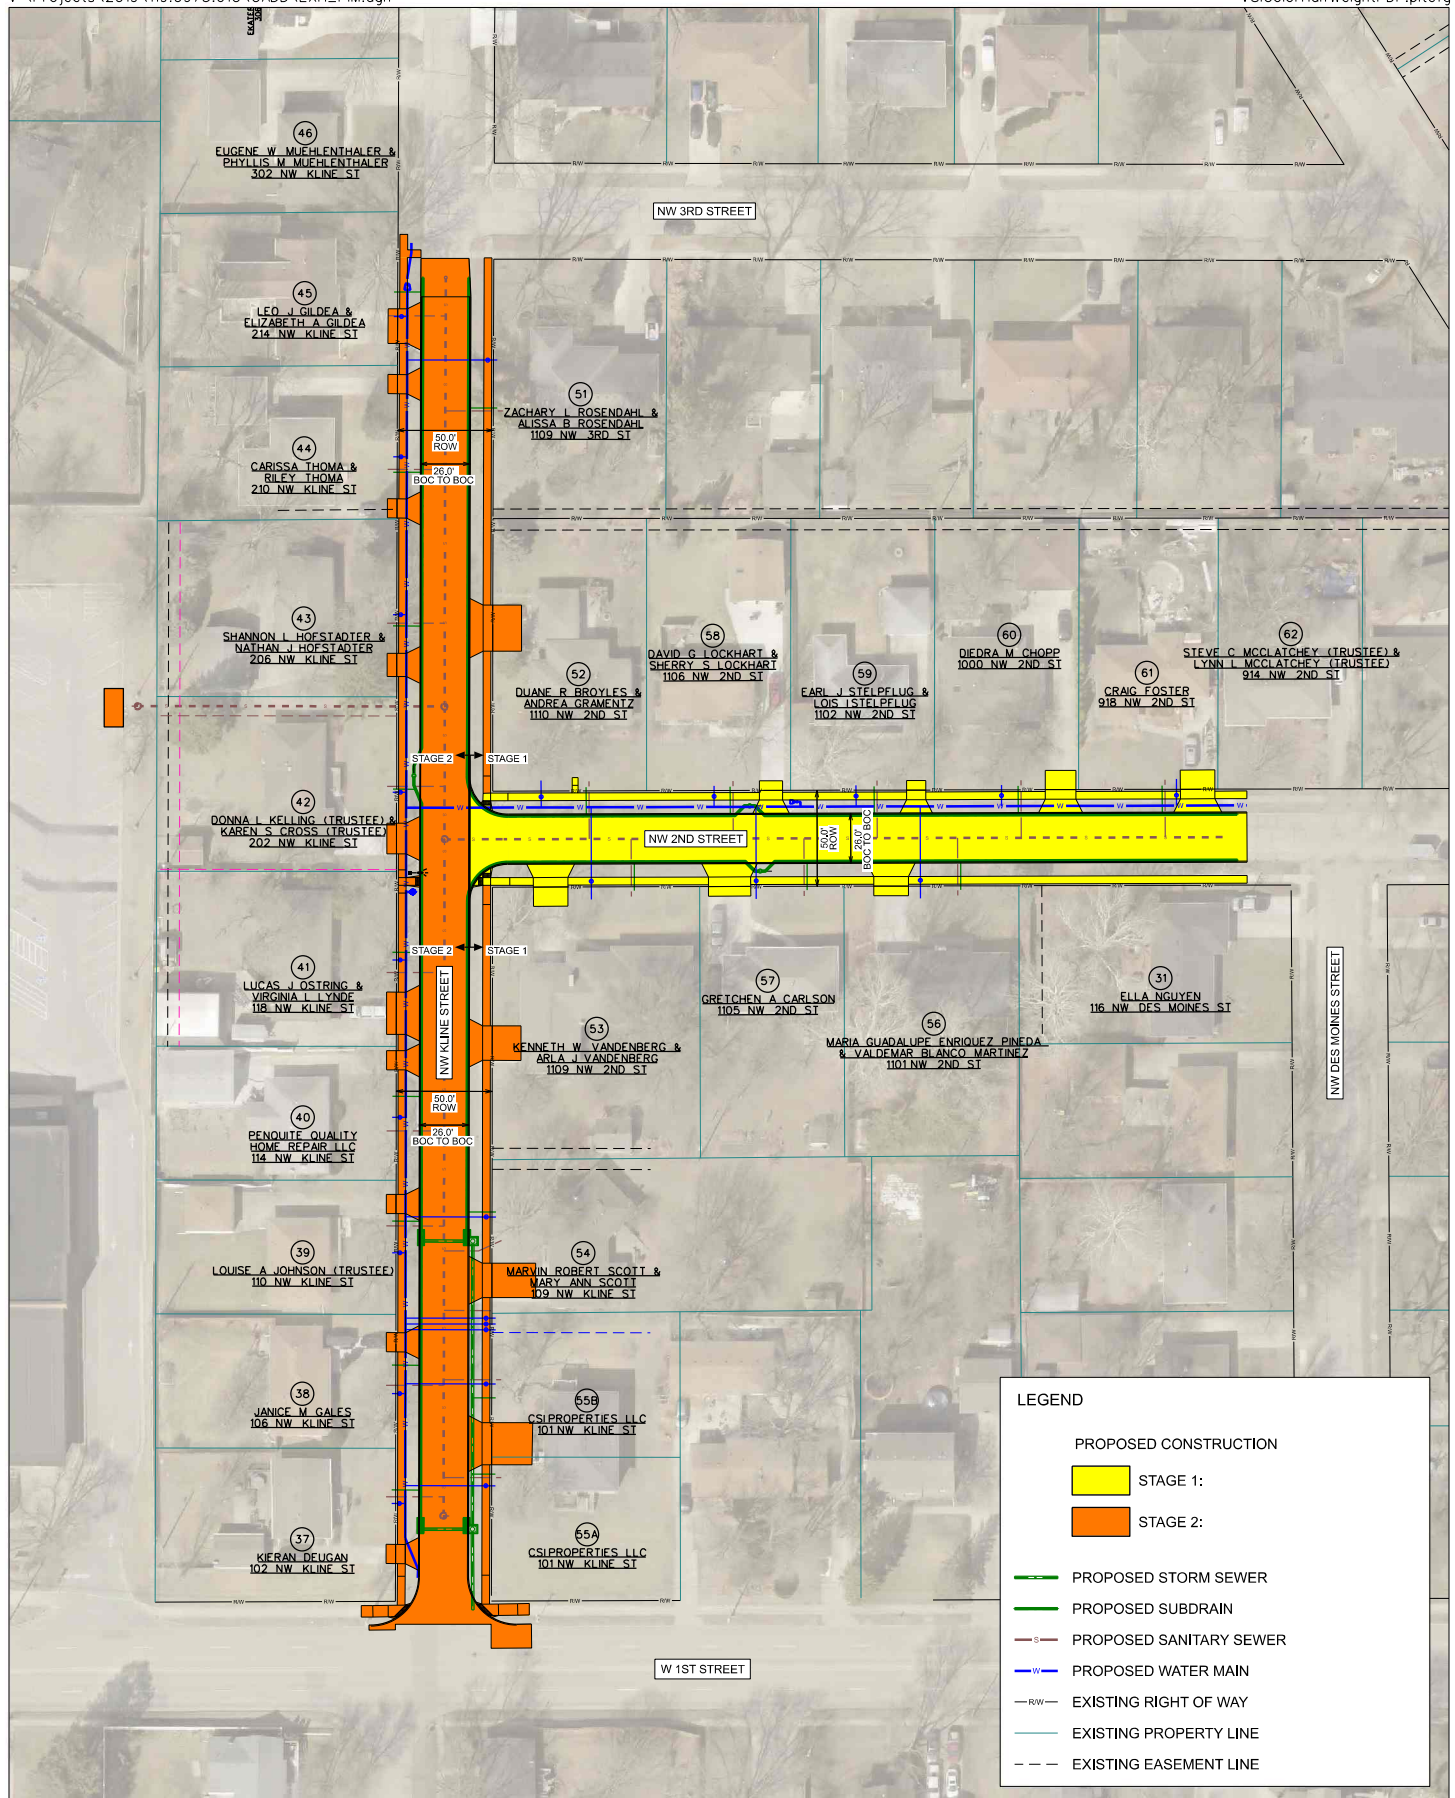 46
EUGENE W MUEHLENTHALER &
PHYLLIS M MUEHLENTHALER
302 NW KLINE ST
NW 3RD STREET
45
LEO J GILDEA &
ELIZABETH A GILDEA
214 NW KLINE ST
51
ZACHARY L ROSENDAHL &
ALISSA B ROSENDAHL
1109 NW 3RD ST
50.0'
ROW
26.0'
BOC TO BOC
44
CARISSA THOMA &
RILEY THOMA
210 NW KLINE ST
43
SHANNON L HOFSTADTER &
NATHAN J HOFSTADTER
206 NW KLINE ST
52
DUANE R BROYLES &
ANDREA GRAMENTZ
1110 NW 2ND ST
58
DAVID G LOCKHART &
SHERRY S LOCKHART
1106 NW 2ND ST
59
EARL J STELPFLUG &
LOIS I STELPFLUG
1102 NW 2ND ST
60
DIEDRA M CHOPP
1000 NW 2ND ST
61
CRAIG FOSTER
918 NW 2ND ST
62
STEVE C MCCLATCHEY (TRUSTEE) &
LYNN L MCCLATCHEY (TRUSTEE)
914 NW 2ND ST
STAGE 2
STAGE 1
42
DONNA L KELLING (TRUSTEE) &
KAREN S CROSS (TRUSTEE)
202 NW KLINE ST
NW 2ND STREET
50.0'
ROW
26.0'
BOC TO BOC
STAGE 2
STAGE 1
41
LUCAS J OSTRING &
VIRGINIA L LYNDE
118 NW KLINE ST
NW KLINE STREET
53
KENNETH W VANDENBERG &
ARLA J VANDENBERG
1109 NW 2ND ST
57
GRETCHEN A CARLSON
1105 NW 2ND ST
56
MARIA GUADALUPE ENRIQUEZ PINEDA
& VALDEMAR BLANCO MARTINEZ
1101 NW 2ND ST
31
ELLA NGUYEN
116 NW DES MOINES ST
NW DES MOINES STREET
50.0'
ROW
26.0'
BOC TO BOC
40
PENQUITE QUALITY
HOME REPAIR LLC
114 NW KLINE ST
39
LOUISE A JOHNSON (TRUSTEE)
110 NW KLINE ST
54
MARVIN ROBERT SCOTT &
MARY ANN SCOTT
109 NW KLINE ST
38
JANICE M GALES
106 NW KLINE ST
55B
CSI PROPERTIES LLC
101 NW KLINE ST
37
KIERAN DEUGAN
102 NW KLINE ST
55A
CSI PROPERTIES LLC
101 NW KLINE ST
W 1ST STREET
LEGEND
PROPOSED CONSTRUCTION
STAGE 1:
STAGE 2:
PROPOSED STORM SEWER
PROPOSED SUBDRAIN
S PROPOSED SANITARY SEWER
W PROPOSED WATER MAIN
R/W EXISTING RIGHT OF WAY
EXISTING PROPERTY LINE
EXISTING EASEMENT LINE